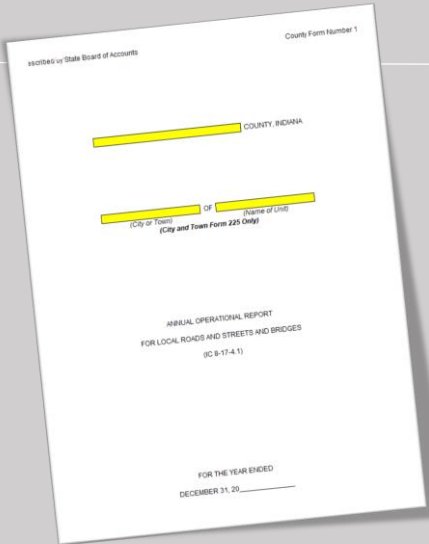 escribed by State Board of Accounts
County Form Number 1
COUNTY, INDIANA
OF
(City or Town)
(Name of Unit)
(City and Town Form 225 Only)
ANNUAL OPERATIONAL REPORT
FOR LOCAL ROADS AND STREETS AND BRIDGES
(IC 8-17-4.1)
FOR THE YEAR ENDED
DECEMBER 31, 20